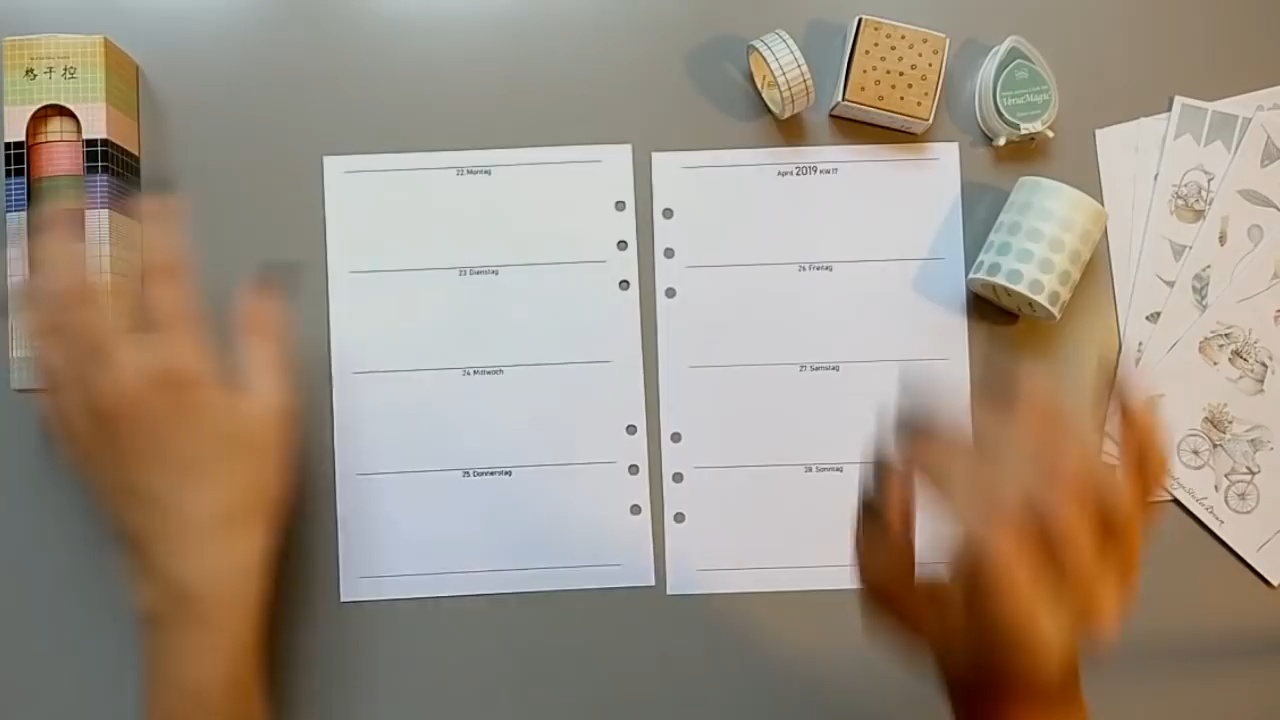 格子控
22. Montag
23. Dienstag
24. Mittwoch
25. Donnerstag
April 2019 KW 17
26. Freitag
27. Samstag
28. Sonntag
VersaMagic